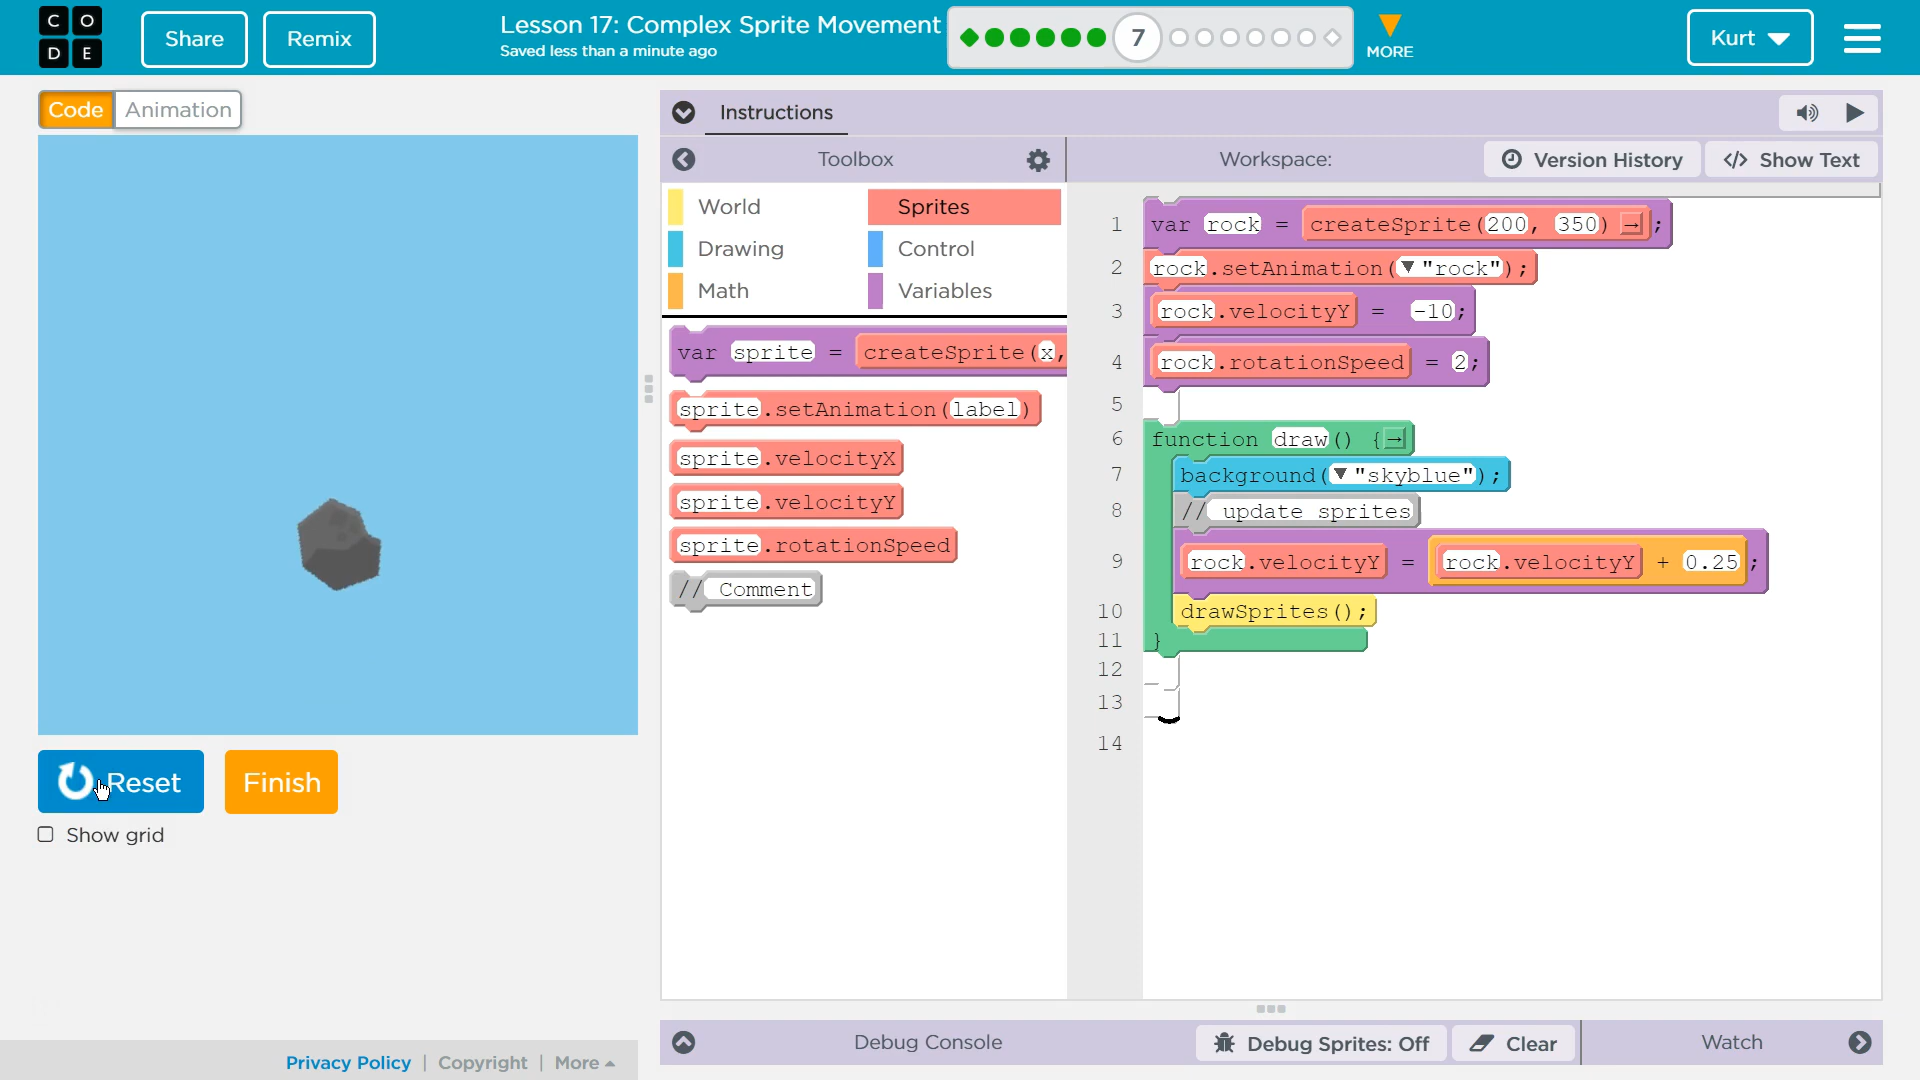 C O
D E
Share
Remix
Lesson 17: Complex Sprite Movement
Saved less than a minute ago
7
MORE
Kurt
Code
Animation
Instructions
Toolbox
Workspace:
Version History
</> Show Text
World
Sprites
Drawing
Control
Math
Variables
var sprite = createSprite(x,
sprite.setAnimation(label)
sprite.velocityX
sprite.velocityY
sprite.rotationSpeed
// Comment
1 var rock = createSprite(200, 350) → ;
2 rock.setAnimation(▼ "rock");
3 rock.velocityY = -10;
4 rock.rotationSpeed = 2;
5
6 function draw() { →
7 background(▼ "skyblue");
8 // update sprites
9 rock.velocityY = rock.velocityY + 0.25 ;
10 drawSprites();
11 }
12
13
14
Reset
Finish
Show grid
Privacy Policy | Copyright | More
Debug Console
Debug Sprites: Off
Clear
Watch